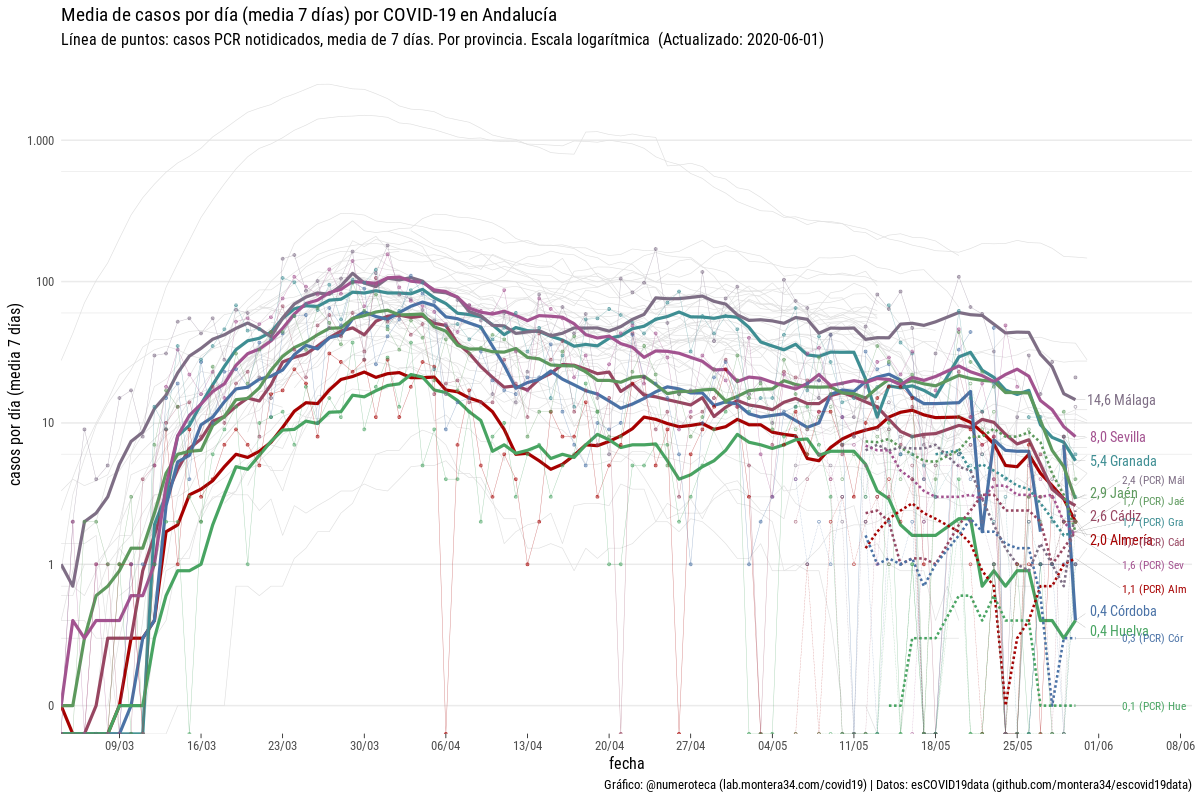 Media de casos por día (media 7 días) por COVID-19 en Andalucía
Línea de puntos: casos PCR notidicados, media de 7 días. Por provincia. Escala logarítmica (Actualizado: 2020-06-01)
casos por día (media 7 días)
1.000
100
10
1
0
14,6 Málaga
8,0 Sevilla
5,4 Granada
2,4 (PCR) Mál
2,9 Jaén
(PCR) Jaé
2,6 Cádiz
(PCR) Gra
2,0 Almería
(PCR) Cád
1,6 (PCR) Sev
1,1 (PCR) Alm
0,4 Córdoba
0,4 Huelva
0,3 (PCR) Cór
0,1 (PCR) Hue
09/03
16/03
23/03
30/03
06/04
13/04
20/04
27/04
04/05
11/05
18/05
25/05
01/06
08/06
fecha
Gráfico: @numeroteca (lab.montera34.com/covid19) | Datos: esCOVID19data (github.com/montera34/escovid19data)